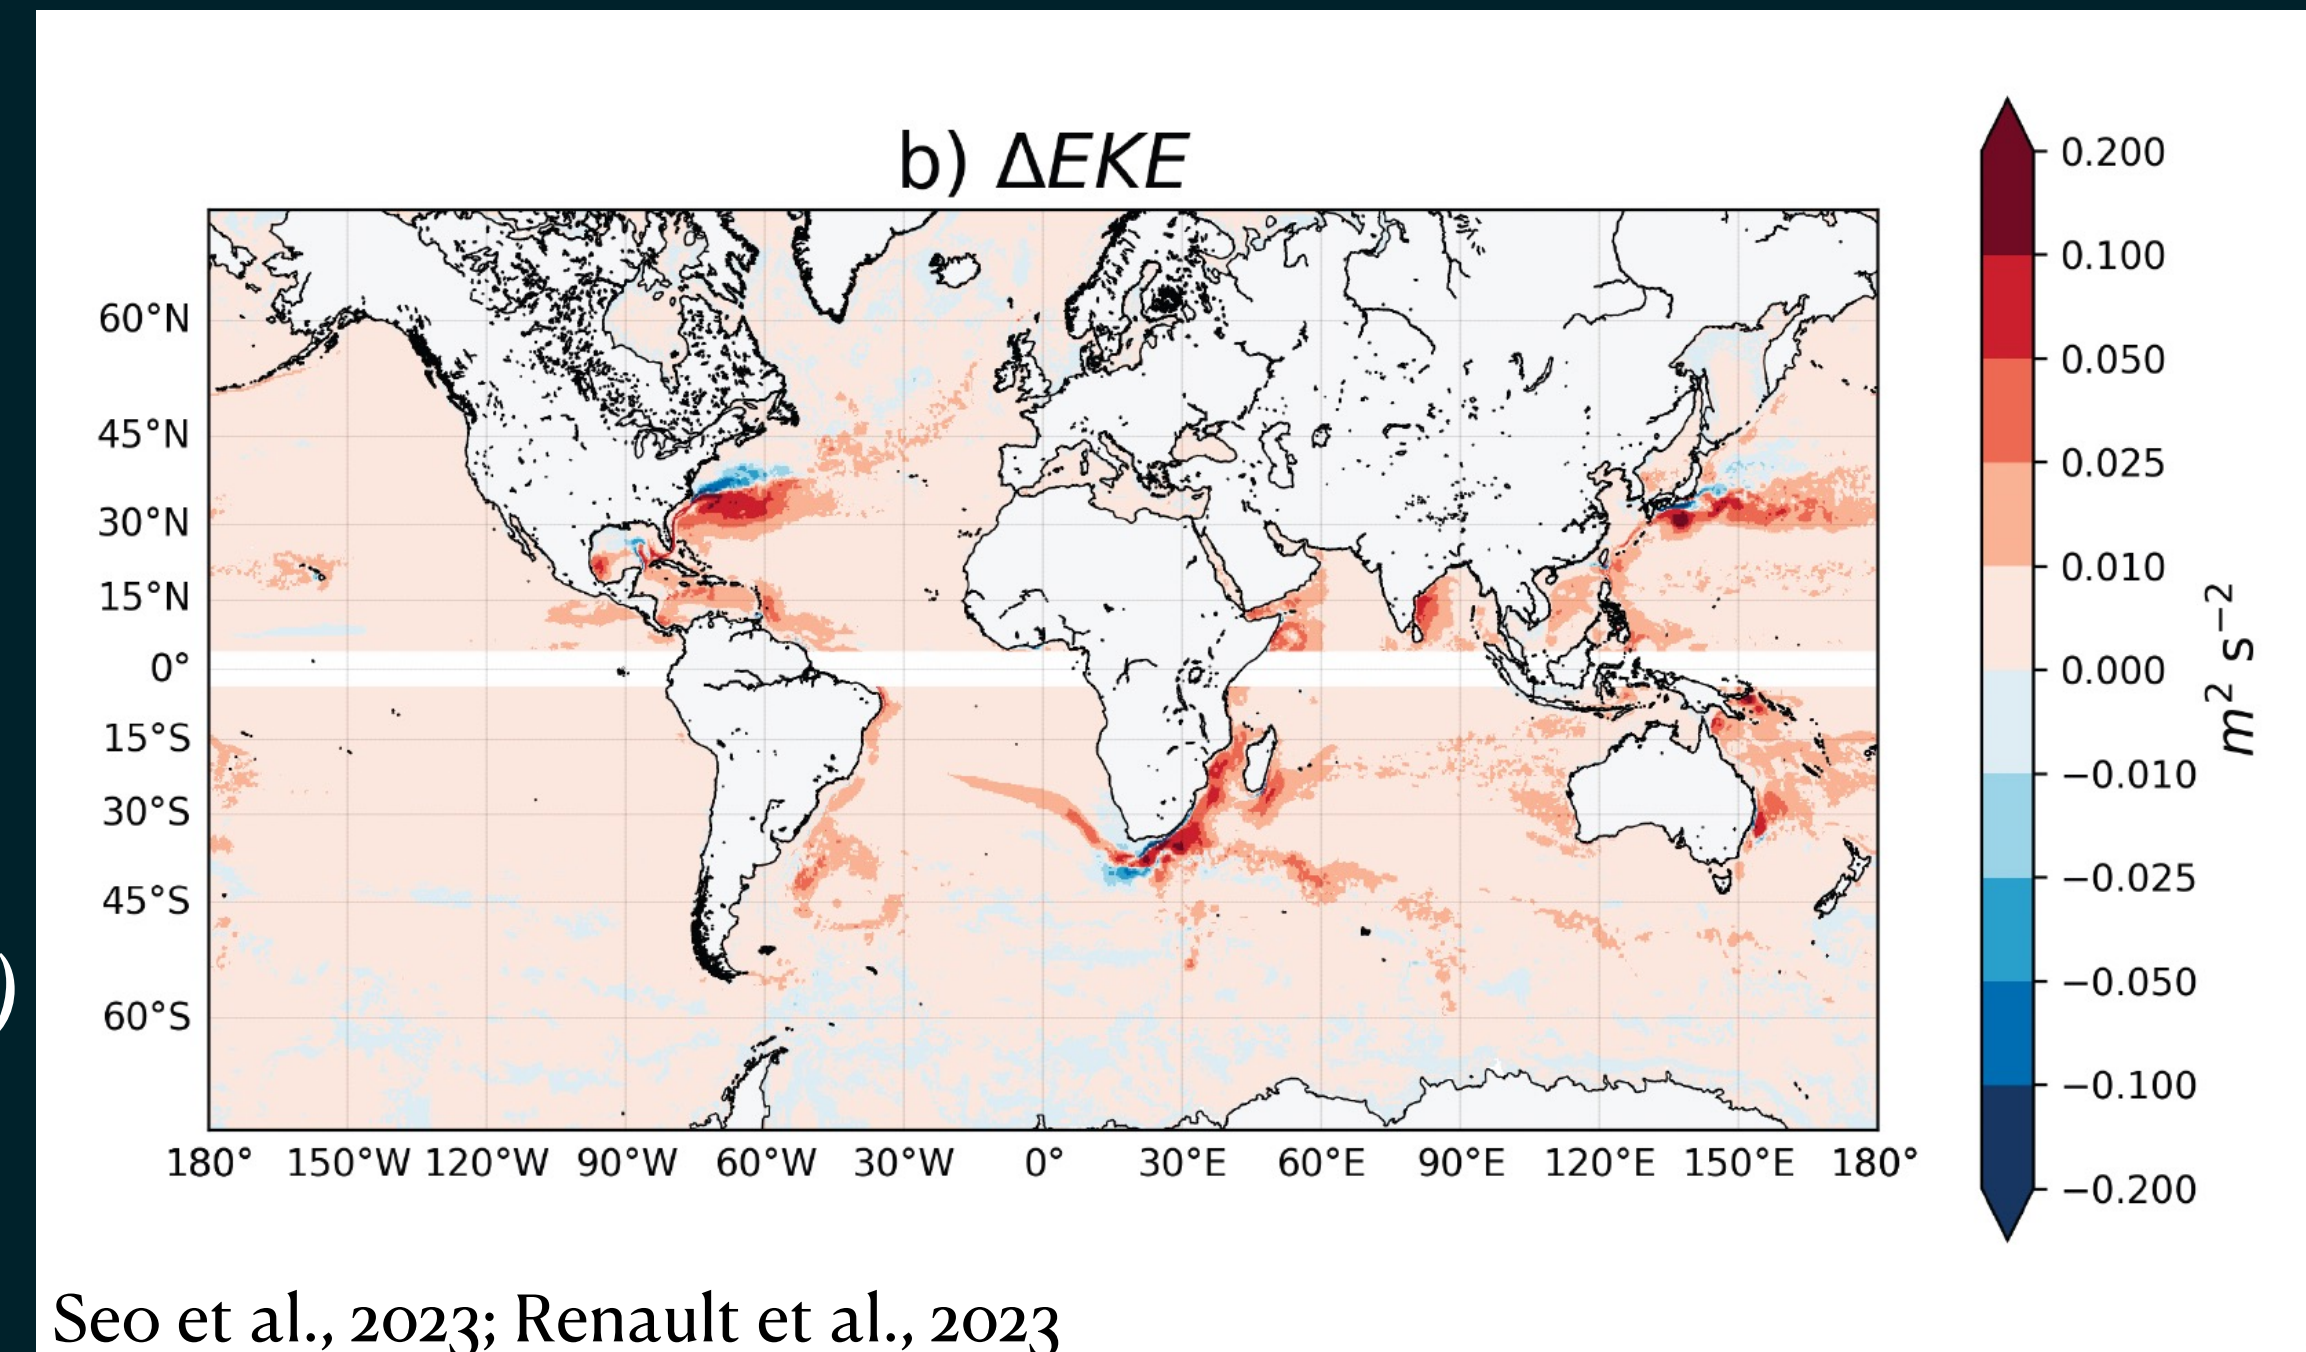 b) ΔEKE
60°N
45°N
30°N
15°N
0°
15°S
30°S
45°S
60°S
180° 150°W 120°W 90°W 60°W 30°W 0° 30°E 60°E 90°E 120°E 150°E 180°
0.200
0.100
0.050
0.025
0.010
0.000
−0.010
−0.025
−0.050
−0.100
−0.200
m² s⁻²
)
Seo et al., 2023; Renault et al., 2023